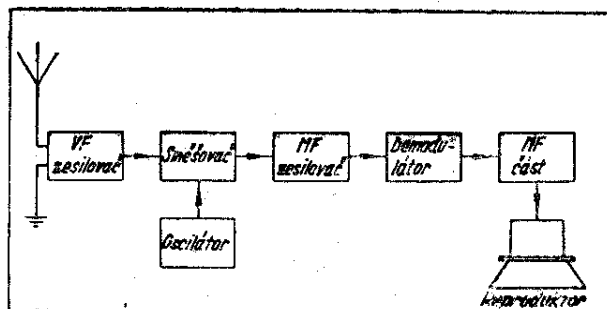 VF
zesilovač
Směšovač
MF
zesilovač
Demodu-
látor
NF
část
Oscilátor
Reproduktor